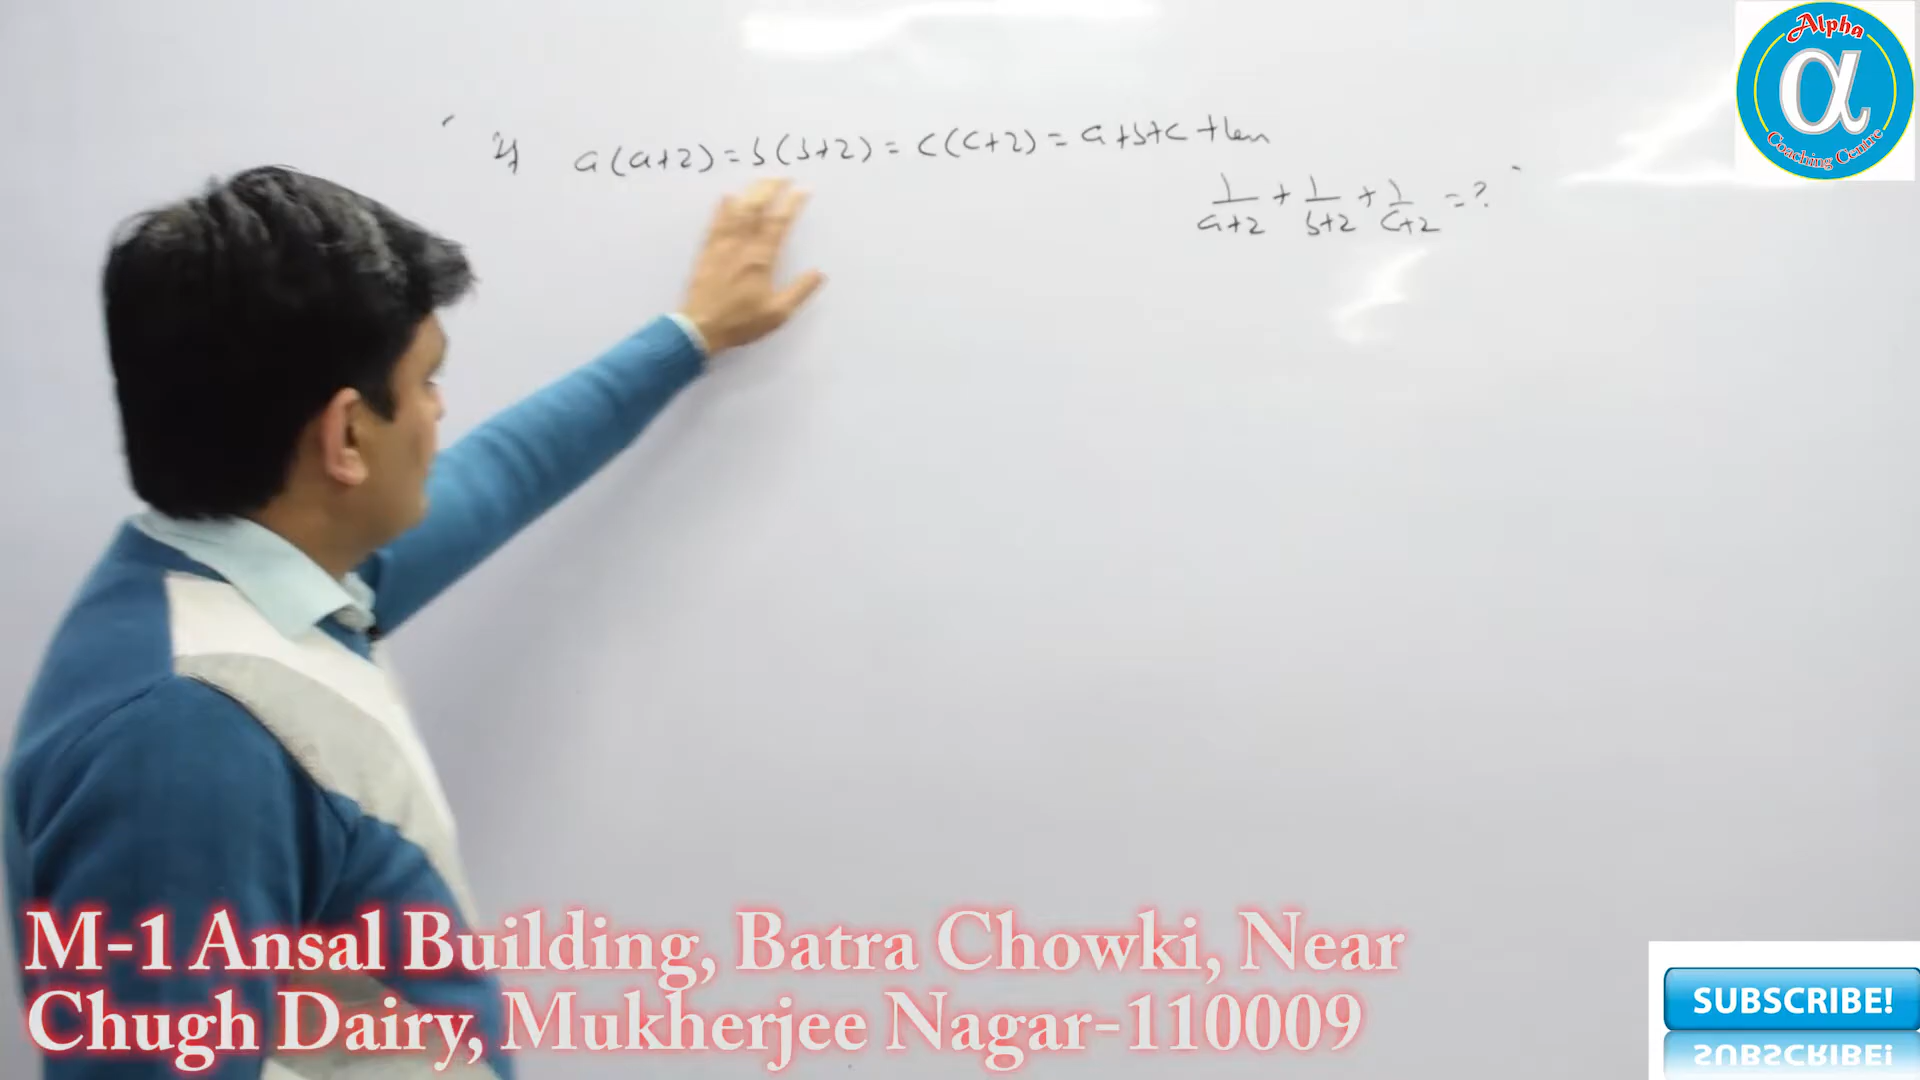 If a(a+2) = b(b+2) = c(c+2) = a+b+c then
1/(a+2) + 1/(b+2) + 1/(c+2) = ?
Alpha
α
Coaching Centre
M-1 Ansal Building, Batra Chowki, Near
Chugh Dairy, Mukherjee Nagar-110009
SUBSCRIBE!